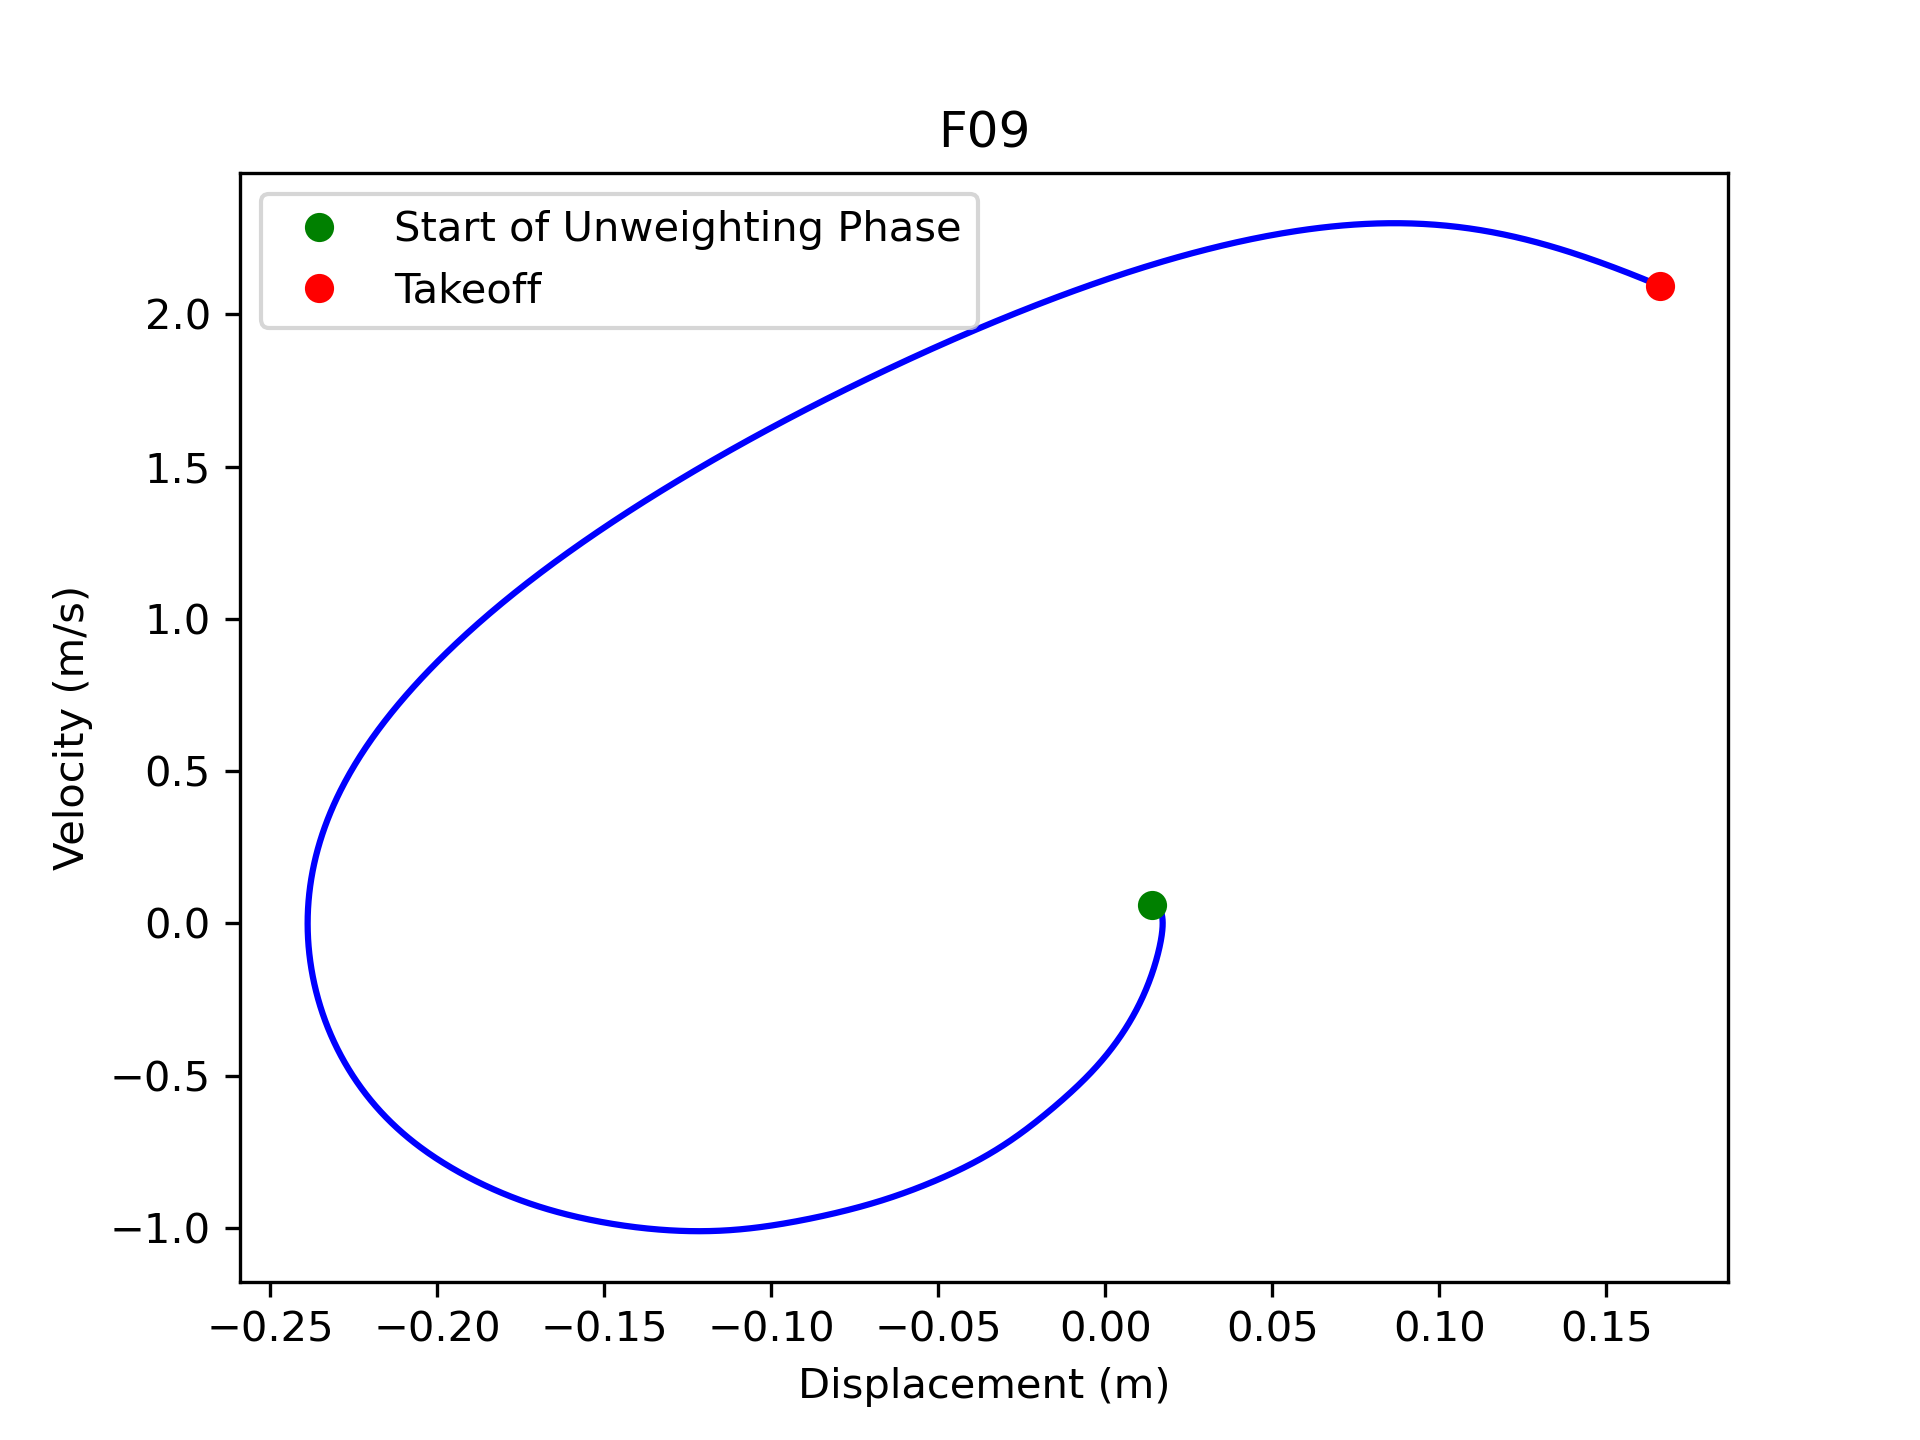 F09
Start of Unweighting Phase
Takeoff
2.0
1.5
1.0
0.5
0.0
−0.5
−1.0
Velocity (m/s)
−0.25 −0.20 −0.15 −0.10 −0.05 0.00 0.05 0.10 0.15
Displacement (m)